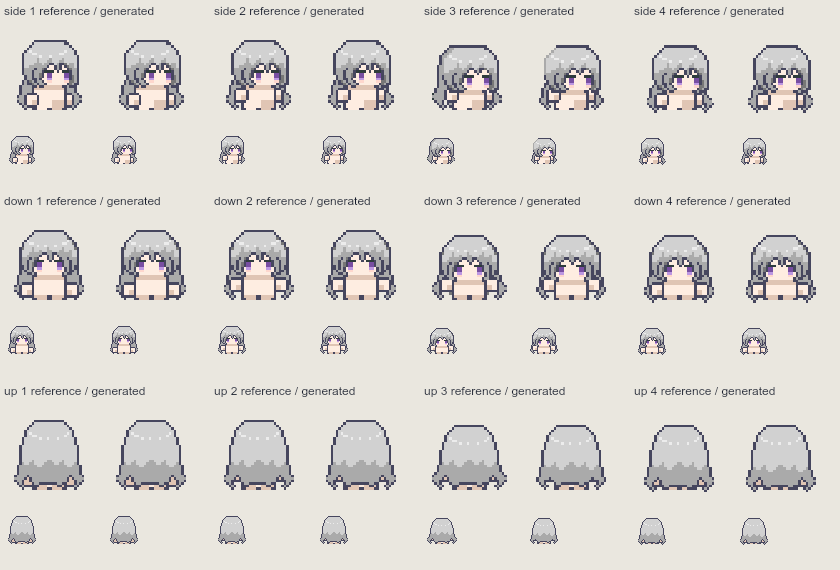 side 1 reference / generated
side 2 reference / generated
side 3 reference / generated
side 4 reference / generated
down 1 reference / generated
down 2 reference / generated
down 3 reference / generated
down 4 reference / generated
up 1 reference / generated
up 2 reference / generated
up 3 reference / generated
up 4 reference / generated